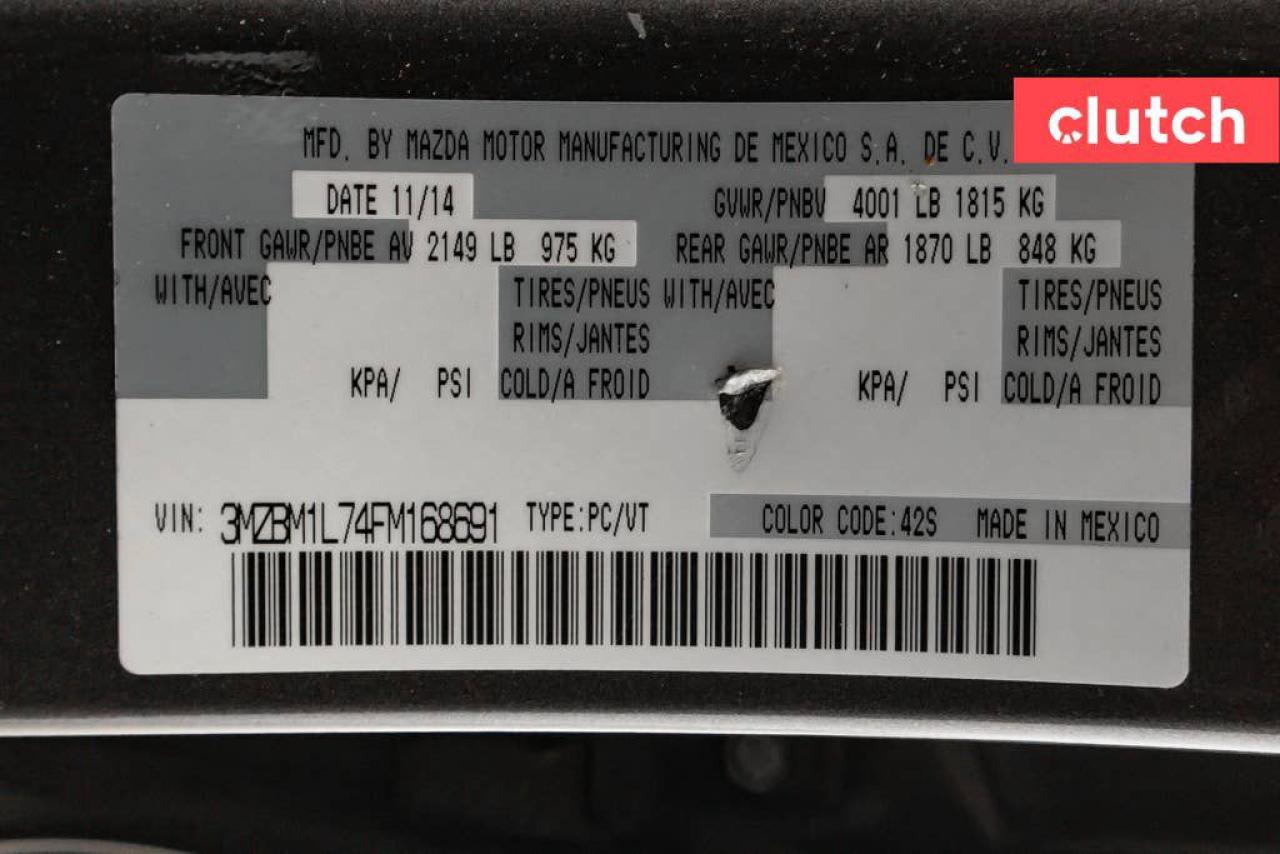 clutch
MFD. BY MAZDA MOTOR MANUFACTURING DE MEXICO S.A. DE C.V.
DATE 11/14 GVWR/PNBV 4001 LB 1815 KG
FRONT GAWR/PNBE AV 2149 LB 975 KG REAR GAWR/PNBE AR 1870 LB 848 KG
WITH/AVEC TIRES/PNEUS WITH/AVEC TIRES/PNEUS
RIMS/JANTES RIMS/JANTES
KPA/ PSI COLD/A FROID KPA/ PSI COLD/A FROID
VIN: 3MZBM1L74FM168691 TYPE:PC/VT COLOR CODE:42S MADE IN MEXICO